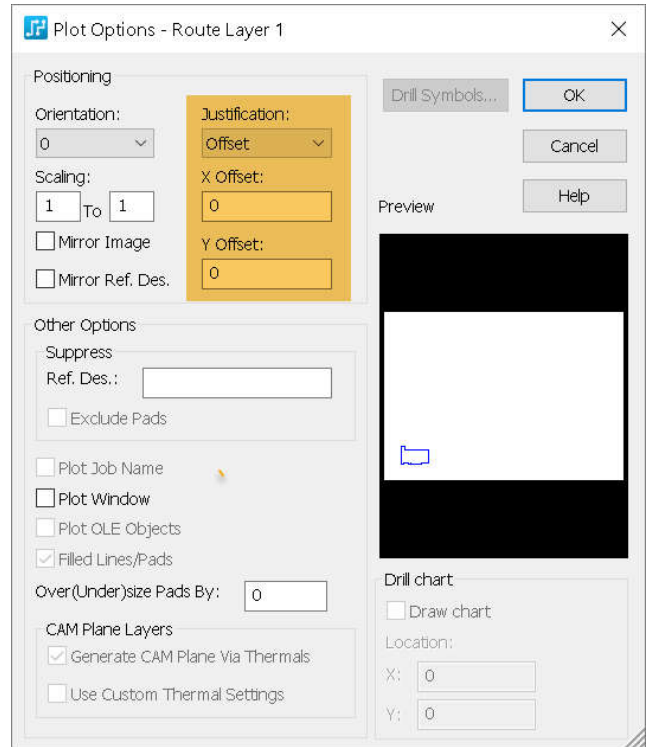 Plot Options - Route Layer 1
Positioning
Orientation:
0
Scaling:
1 To 1
Mirror Image
Mirror Ref. Des.
Justification:
Offset
X Offset:
0
Y Offset:
0
Drill Symbols...
OK
Cancel
Help
Preview
Other Options
Suppress
Ref. Des.:
Exclude Pads
Plot Job Name
Plot Window
Plot OLE Objects
Filled Lines/Pads
Over(Under)size Pads By: 0
CAM Plane Layers
Generate CAM Plane Via Thermals
Use Custom Thermal Settings
Drill chart
Draw chart
Location:
X: 0
Y: 0